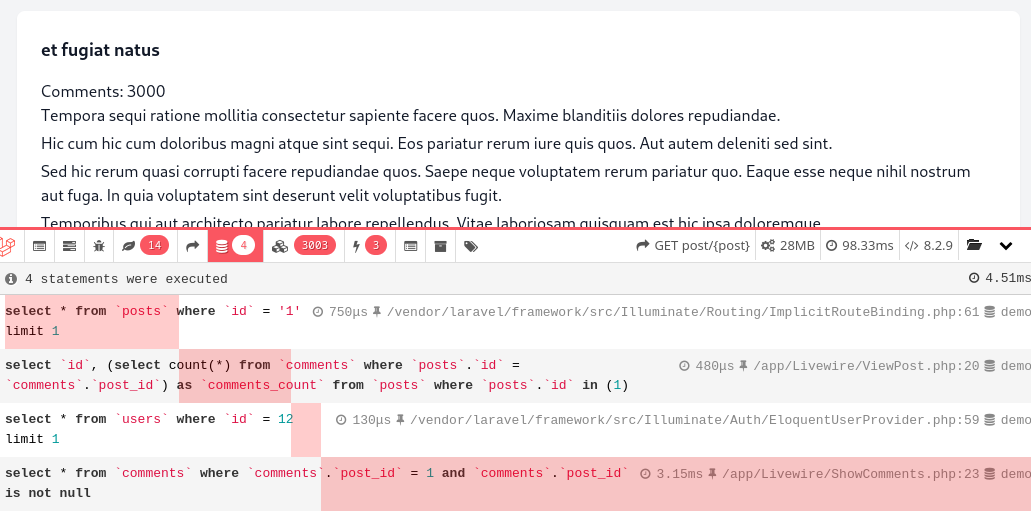 et fugiat natus
Comments: 3000
Tempora sequi ratione mollitia consectetur sapiente facere quos. Maxime blanditiis dolores repudiandae.
Hic cum hic cum doloribus magni atque sint sequi. Eos pariatur rerum iure quis quos. Aut autem deleniti sed sint.
Sed hic rerum quasi corrupti facere repudiandae quos. Saepe neque voluptatem rerum pariatur quo. Eaque esse neque nihil nostrum
aut fuga. In quia voluptatem sint deserunt velit voluptatibus fugit.
Temporibus qui aut architecto pariatur labore repellendus. Vitae laboriosam quisquam est hic ipsa doloremque
14 4 3003 3 GET post/{post} 28MB 98.33ms </> 8.2.9
4 statements were executed 4.51ms
select * from `posts` where `id` = '1' 750μs /vendor/laravel/framework/src/Illuminate/Routing/ImplicitRouteBinding.php:61 demo
limit 1
select `id`, (select count(*) from `comments` where `posts`.`id` = 480μs /app/Livewire/ViewPost.php:20 demo
`comments`.`post_id`) as `comments_count` from `posts` where `posts`.`id` in (1)
select * from `users` where `id` = 12 130μs /vendor/laravel/framework/src/Illuminate/Auth/EloquentUserProvider.php:59 demo
limit 1
select * from `comments` where `comments`.`post_id` = 1 and `comments`.`post_id` 3.15ms /app/Livewire/ShowComments.php:23 demo
is not null